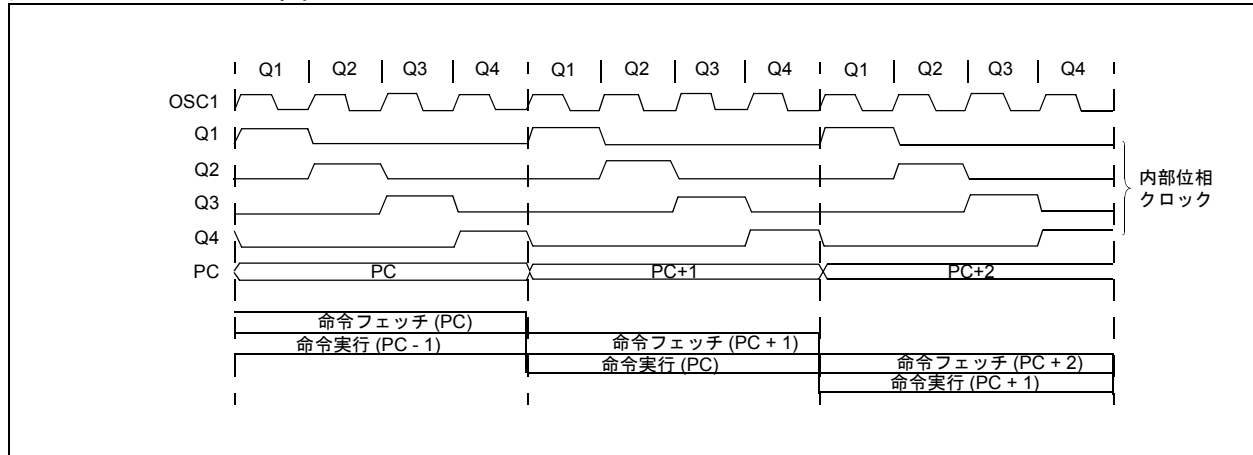 Q1 Q2 Q3 Q4 Q1 Q2 Q3 Q4 Q1 Q2 Q3 Q4
OSC1
Q1
Q2
Q3
Q4
内部位相
クロック
PC PC PC+1 PC+2
命令フェッチ (PC)
命令実行 (PC - 1) 命令フェッチ (PC + 1)
命令実行 (PC) 命令フェッチ (PC + 2)
命令実行 (PC + 1)